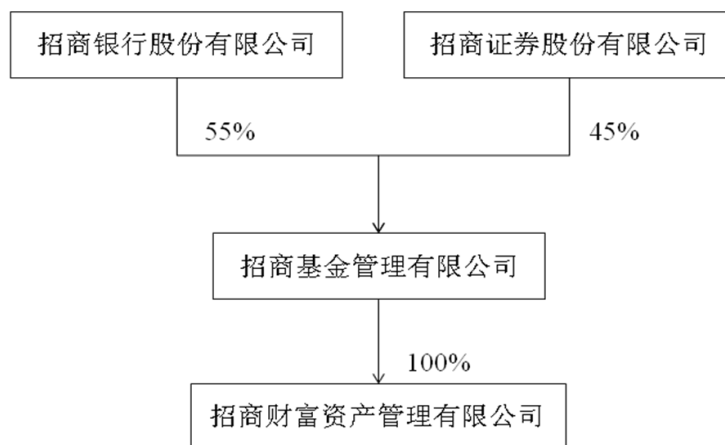 招商银行股份有限公司
招商证券股份有限公司
55%
45%
招商基金管理有限公司
100%
招商财富资产管理有限公司